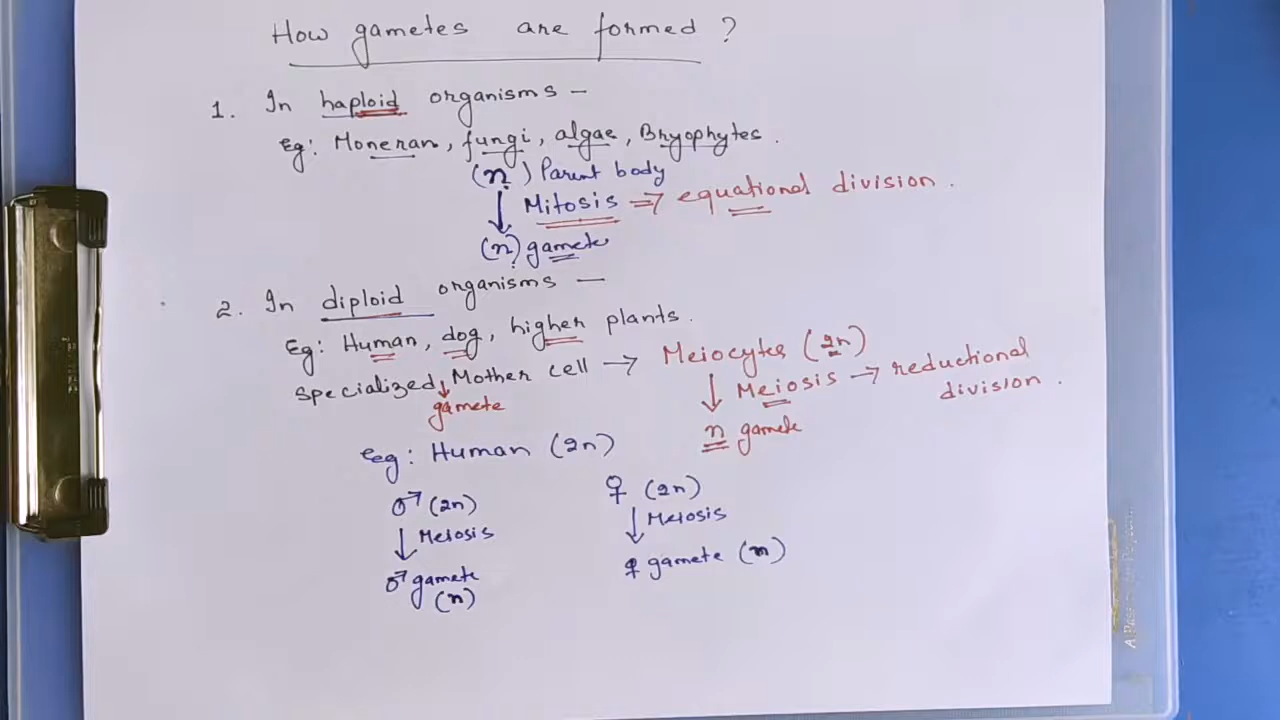 How gametes are formed ?
1. In haploid organisms –
Eg: Moneran, fungi, algae, Bryophytes.
(n) Parent body
↓ Mitosis ⇒ equational division.
(n) gamete
2. In diploid organisms —
Eg: Human, dog, higher plants.
specialized Mother cell → Meiocytes (2n)
↓ gamete
↓ Meiosis → reductional division.
n gamete
Eeg: Human (2n)
♂ (2n) ♀ (2n)
↓ Meiosis ↓ Meiosis
♂ gamete (n) ♀ gamete (n)